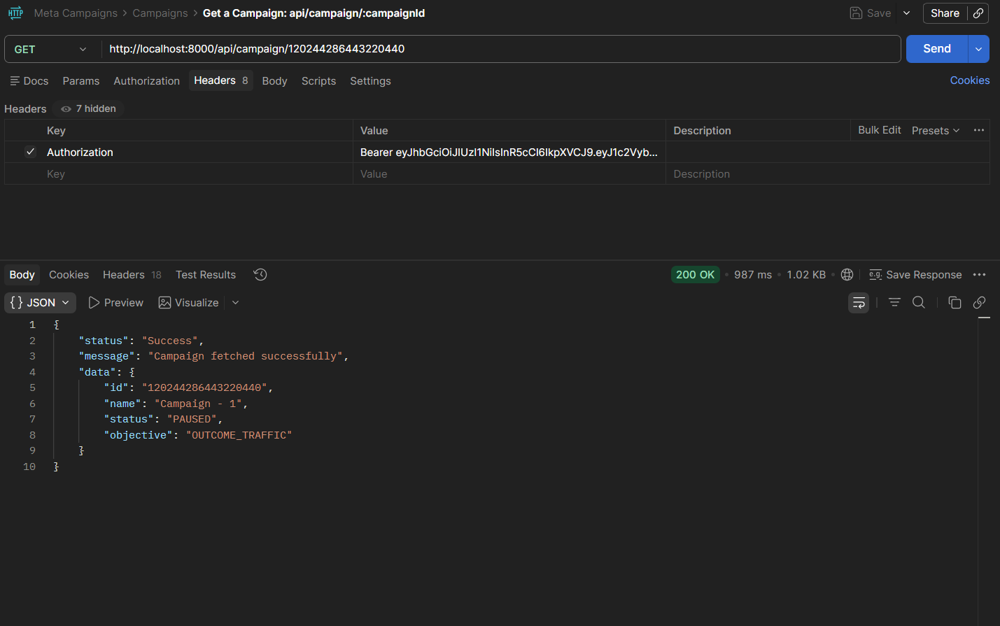 HTTP Meta Campaigns > Campaigns > Get a Campaign: api/campaign/:campaignId Save Share
GET http://localhost:8000/api/campaign/120244286443220440 Send
Docs Params Authorization Headers 8 Body Scripts Settings Cookies
Headers 7 hidden
Key Value Description Bulk Edit Presets
Authorization Bearer eyJhbGciOiJIUzI1NiIsInR5cCI6IkpXVCJ9.eyJ1c2Vyb...
Key Value Description
Body Cookies Headers 18 Test Results 200 OK • 987 ms • 1.02 KB • e.g. Save Response
{} JSON Preview Visualize
1 {
2 "status": "Success",
3 "message": "Campaign fetched successfully",
4 "data": {
5 "id": "120244286443220440",
6 "name": "Campaign - 1",
7 "status": "PAUSED",
8 "objective": "OUTCOME_TRAFFIC"
9 }
10 }